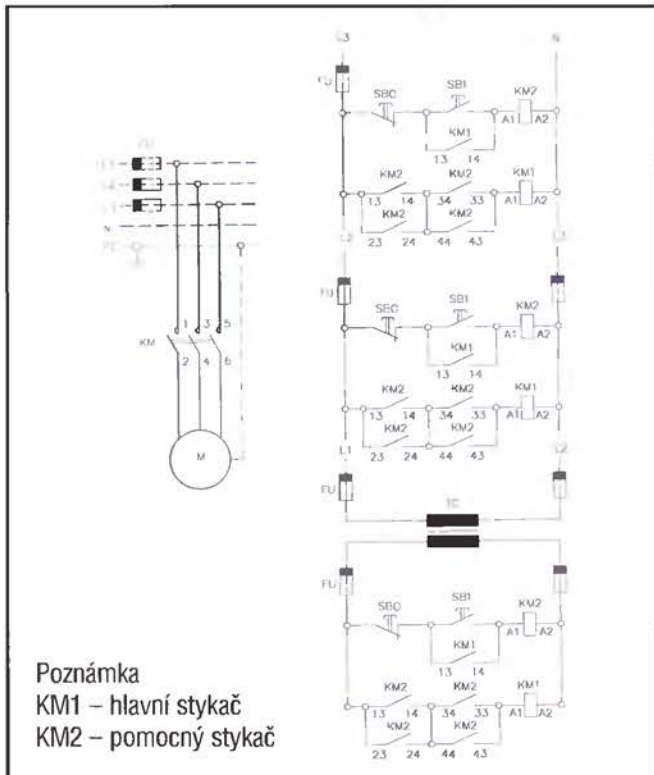 N
FU
SB0 SB1 KM2
A1 A2
KM1
13 14
KM2 KM2 KM1
13 14 34 33 A1 A2
KM2 KM2
23 24 44 43
FU
N
1 3 5
KM
2 4 6
M
FU
SB0 SB1 KM2
A1 A2
KM1
13 14
KM2 KM2 KM1
13 14 34 33 A1 A2
KM2 KM2
23 24 44 43
L1 L2
FU
TC
FU
SB0 SB1 KM2
A1 A2
KM1
13 14
KM2 KM2 KM1
13 14 34 33 A1 A2
KM2 KM2
23 24 44 43
Poznámka
KM1 – hlavní stykač
KM2 – pomocný stykač